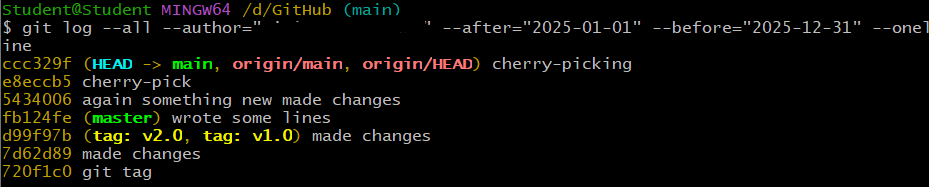 Student@Student MINGW64 /d/GitHub (main)
$ git log --all --author=" " --after="2025-01-01" --before="2025-12-31" --onel
ine
ccc329f (HEAD -> main, origin/main, origin/HEAD) cherry-picking
e8eccb5 cherry-pick
5434006 again something new made changes
fb124fe (master) wrote some lines
d99f97b (tag: v2.0, tag: v1.0) made changes
7d62d89 made changes
720f1c0 git tag